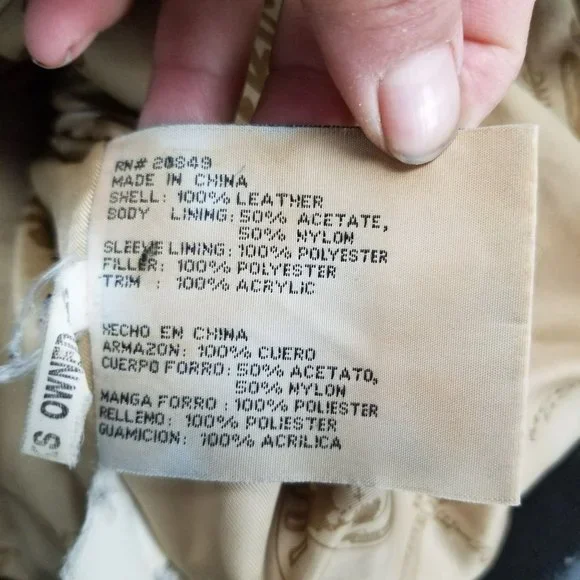 RN# 20849
MADE IN CHINA
SHELL: 100% LEATHER
BODY LINING: 50% ACETATE,
50% NYLON
SLEEVE LINING: 100% POLYESTER
FILLER: 100% POLYESTER
TRIM : 100% ACRYLIC
HECHO EN CHINA
ARMAZON: 100% CUERO
CUERPO FORRO: 50% ACETATO,
50% NYLON
MANGA FORRO : 100% POLIESTER
RELLENO: 100% POLIESTER
GUAMICION: 100% ACRILICA
OWNED